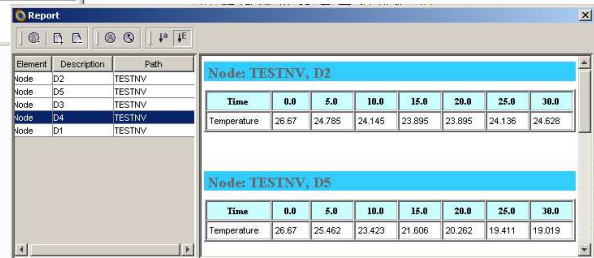 Report
Element Description Path
Node D2 TESTNV
Node D5 TESTNV
Node D3 TESTNV
Node D4 TESTNV
Node D1 TESTNV
Node: TESTNV, D2
Time 0.0 5.0 10.0 15.0 20.0 25.0 30.0
Temperature 26.67 24.785 24.145 23.895 23.895 24.136 24.628
Node: TESTNV, D5
Time 0.0 5.0 10.0 15.0 20.0 25.0 30.0
Temperature 26.67 25.462 23.423 21.606 20.262 19.411 19.019